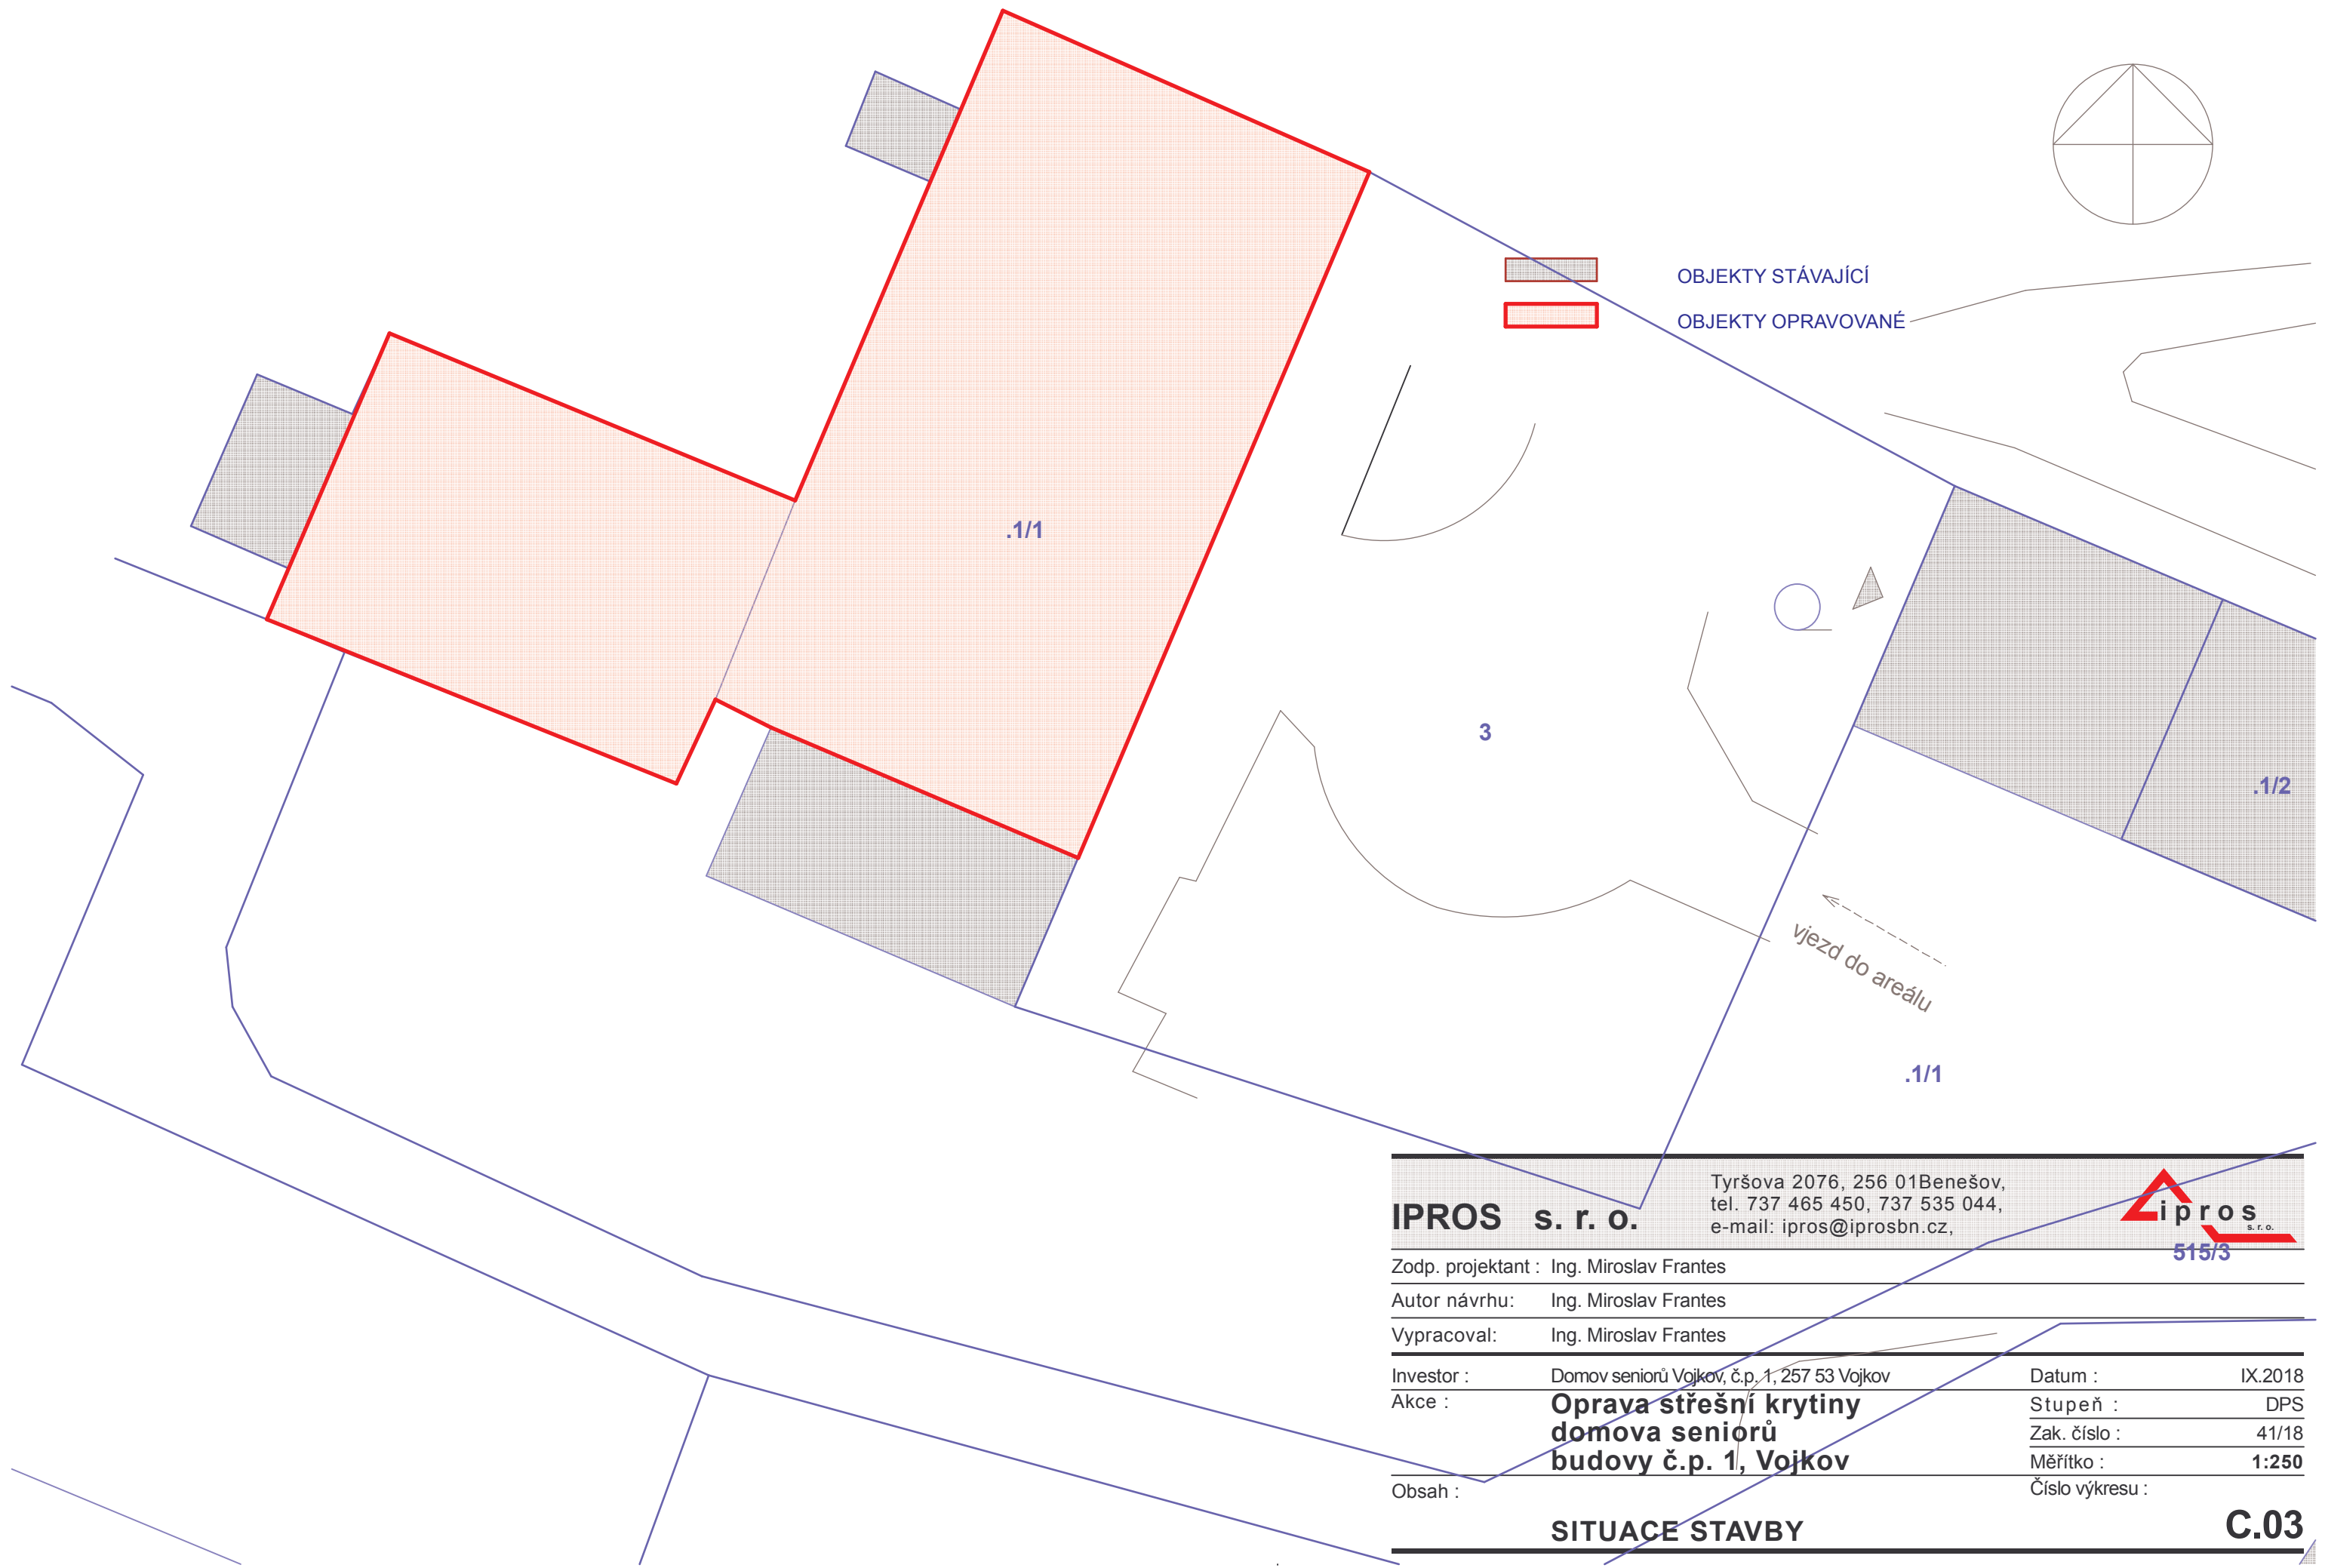 OBJEKTY STÁVAJÍCÍ
OBJEKTY OPRAVOVANÉ
.1/1
3
.1/2
vjezd do areálu
.1/1
IPROS s. r. o.
Tyršova 2076, 256 01Benešov,
tel. 737 465 450, 737 535 044,
e-mail: ipros@iprosbn.cz,
ipros
s. r. o.
515/3
Zodp. projektant : Ing. Miroslav Frantes
Autor návrhu: Ing. Miroslav Frantes
Vypracoval: Ing. Miroslav Frantes
Investor : Domov seniorů Vojkov, č.p. 1, 257 53 Vojkov
Akce : Oprava střešní krytiny
domova seniorů
budovy č.p. 1, Vojkov
Datum : IX.2018
Stupeň : DPS
Zak. číslo : 41/18
Měřítko : 1:250
Obsah :
SITUACE STAVBY
Číslo výkresu :
C.03